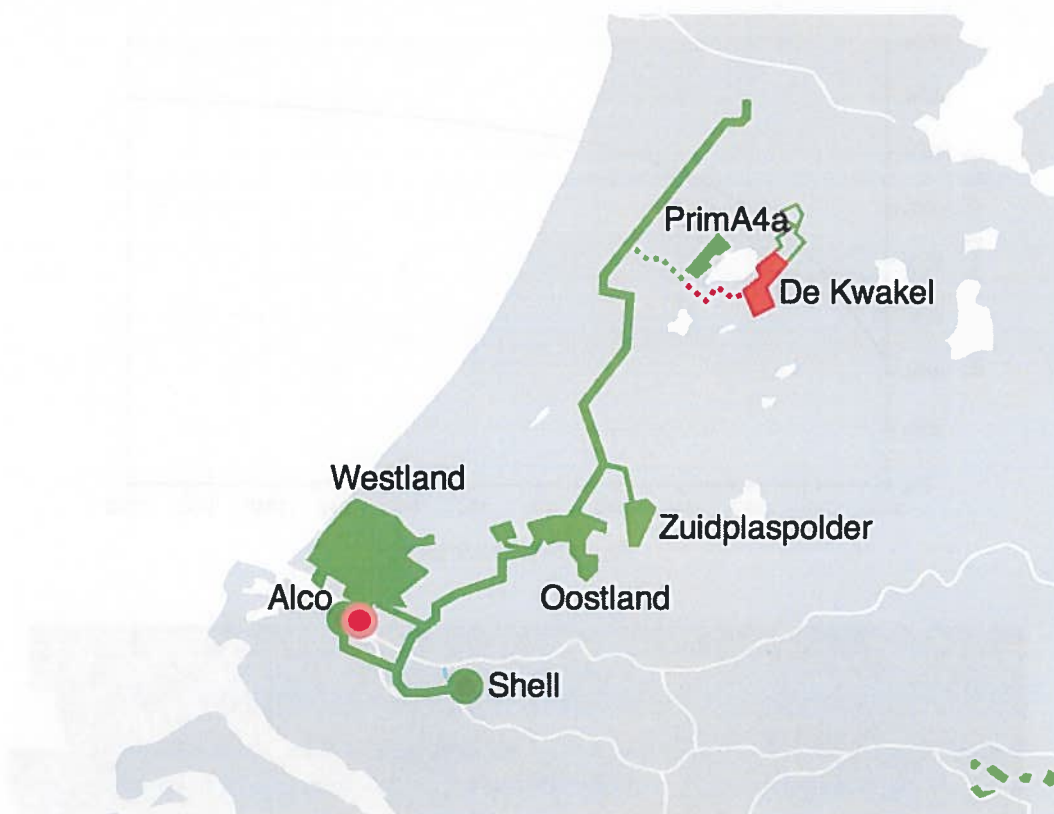 PrimA4a
De Kwakel
Westland
Zuidplaspolder
Alco
Oostland
Shell